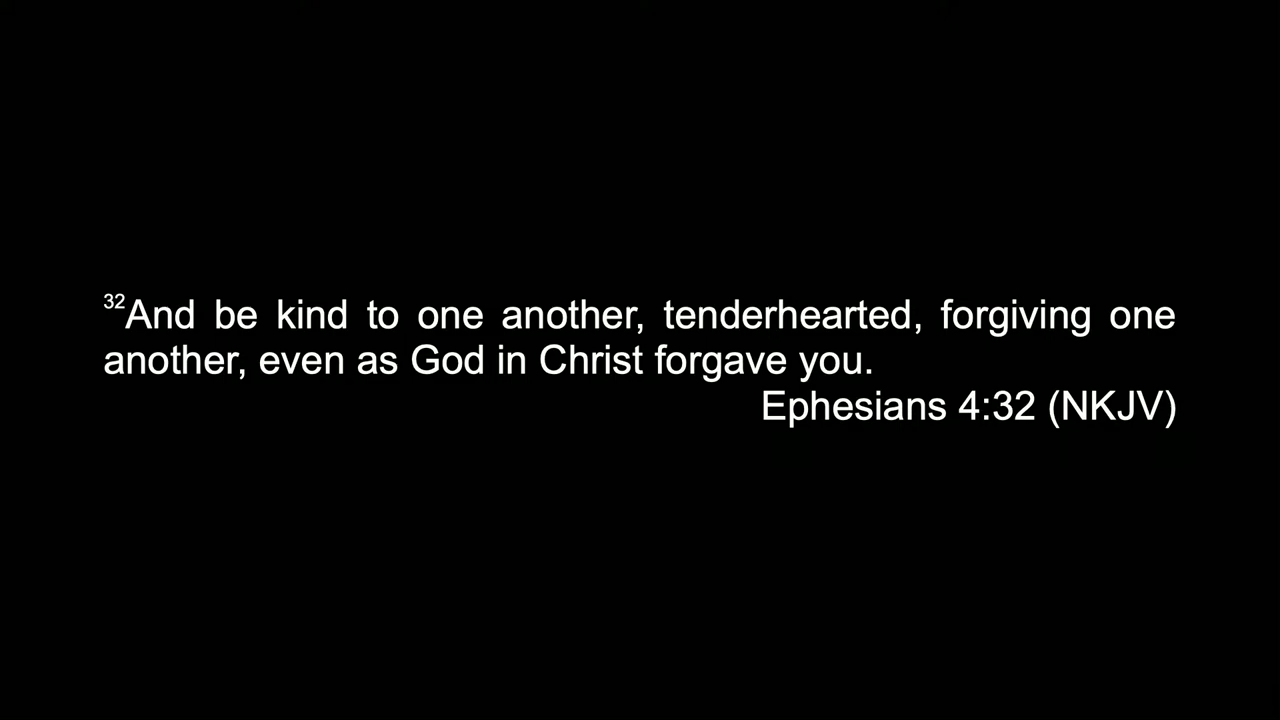 32And be kind to one another, tenderhearted, forgiving one
another, even as God in Christ forgave you.
Ephesians 4:32 (NKJV)